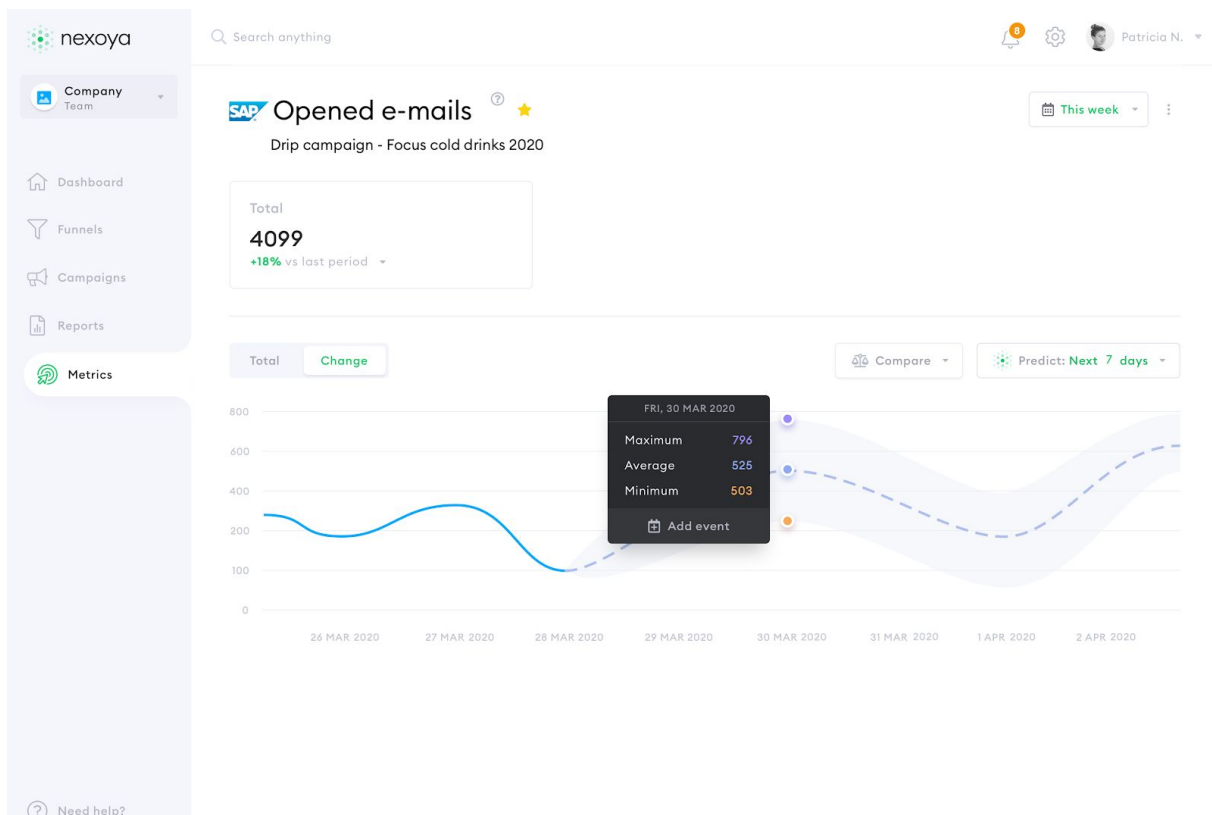 nexoya
Search anything
8
Patricia N.
Company
Team
SAP Opened e-mails ?
This week
Drip campaign - Focus cold drinks 2020
Dashboard
Funnels
Campaigns
Reports
Metrics
Total
4099
+18% vs last period
Total Change
Compare
Predict: Next 7 days
800
600
400
200
100
0
FRI, 30 MAR 2020
Maximum 796
Average 525
Minimum 503
Add event
26 MAR 2020 27 MAR 2020 28 MAR 2020 29 MAR 2020 30 MAR 2020 31 MAR 2020 1 APR 2020 2 APR 2020
? Need help?